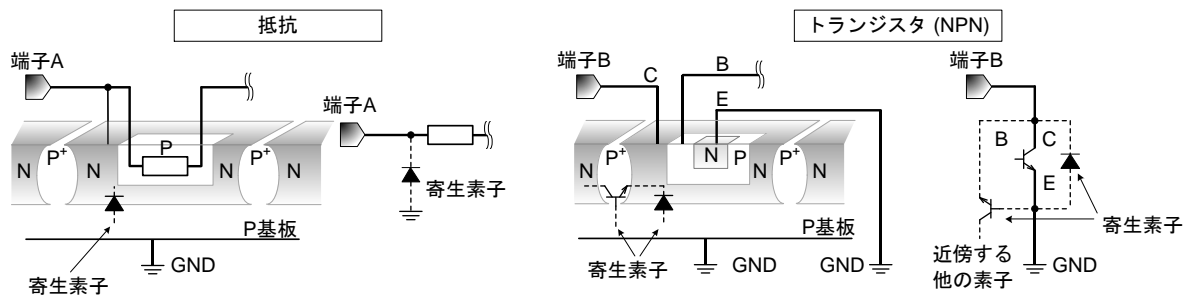 抵抗
端子A
N
P+
N
P
N
P+
N
P基板
GND
寄生素子
端子A
寄生素子
トランジスタ (NPN)
端子B
C
B
E
N
P+
N
N
P
N
P+
N
P基板
寄生素子
GND
GND
端子B
B
C
E
寄生素子
近傍する
他の素子
GND